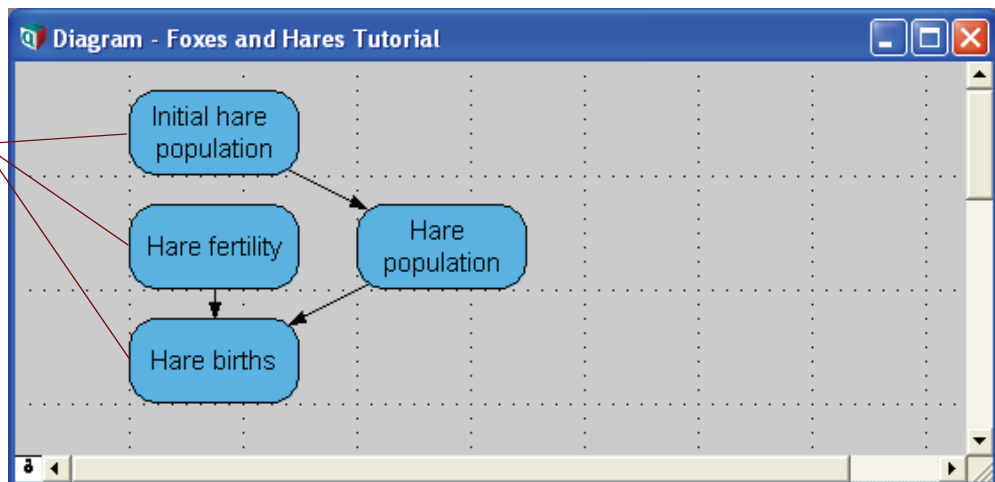 Diagram - Foxes and Hares Tutorial
Initial hare
population
Hare fertility
Hare
population
Hare births